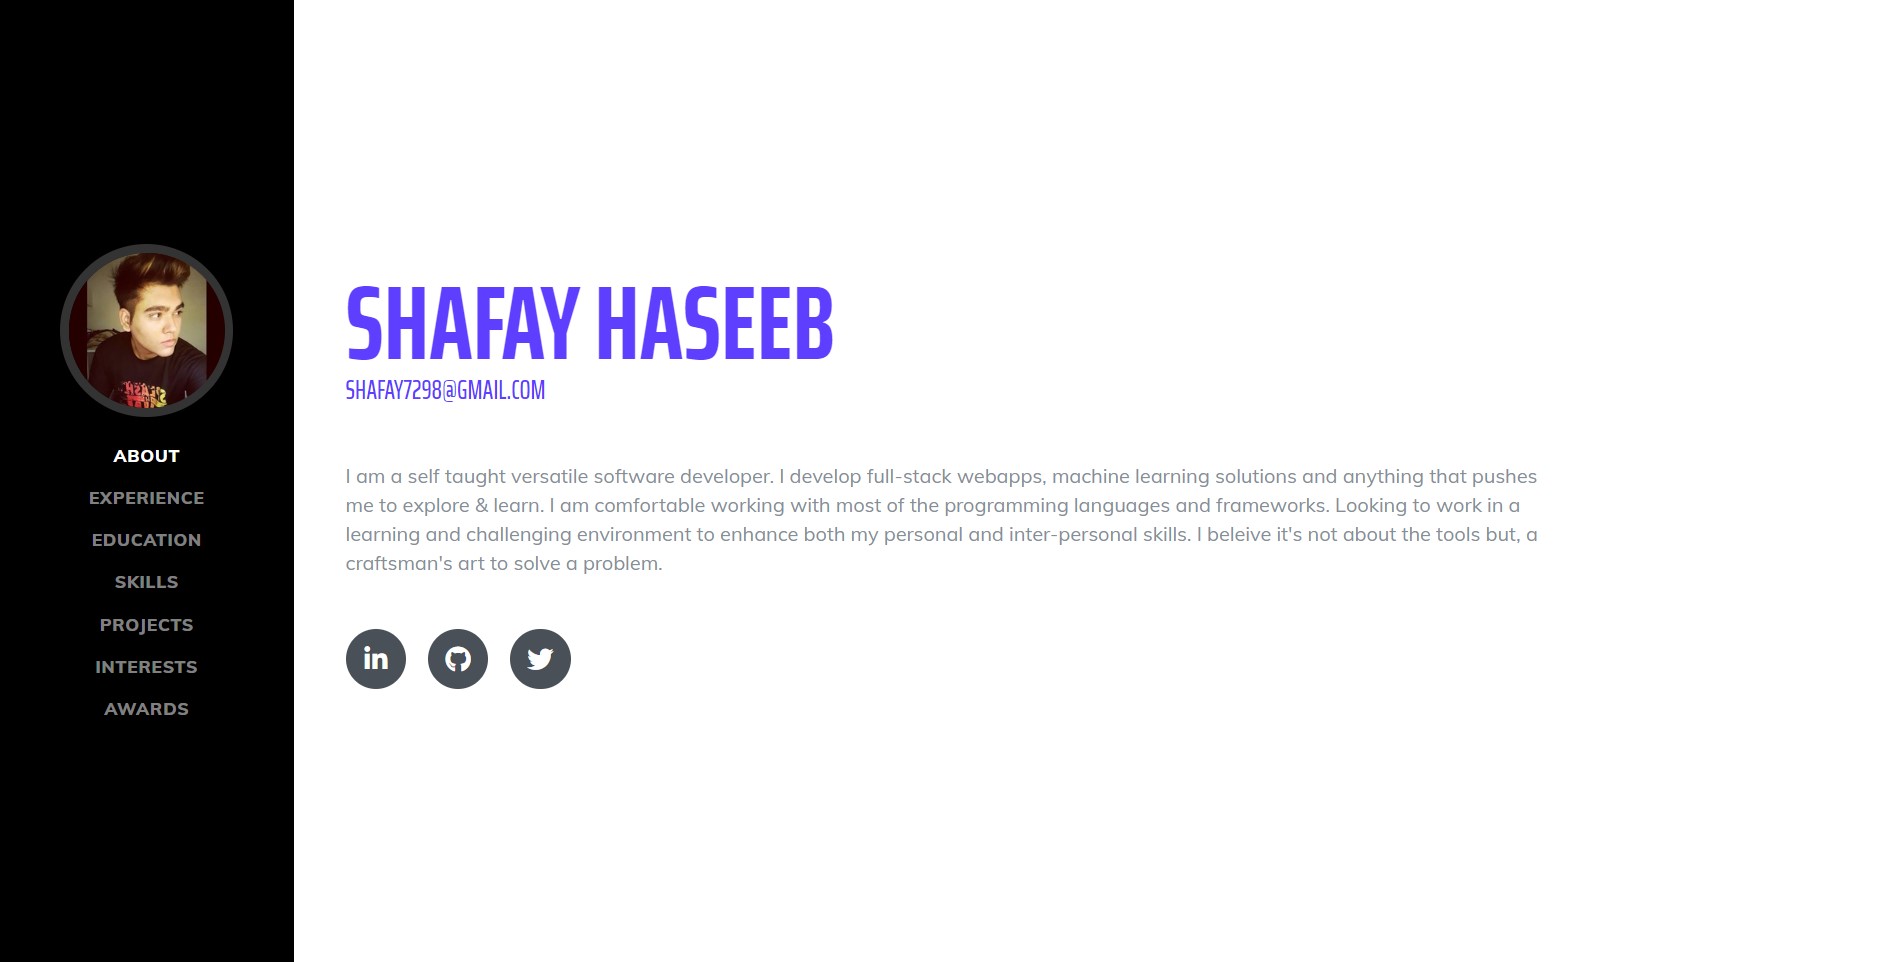 ABOUT
EXPERIENCE
EDUCATION
SKILLS
PROJECTS
INTERESTS
AWARDS
SHAFAY HASEEB
SHAFAY7298@GMAIL.COM
I am a self taught versatile software developer. I develop full-stack webapps, machine learning solutions and anything that pushes
me to explore & learn. I am comfortable working with most of the programming languages and frameworks. Looking to work in a
learning and challenging environment to enhance both my personal and inter-personal skills. I beleive it's not about the tools but, a
craftsman's art to solve a problem.
in